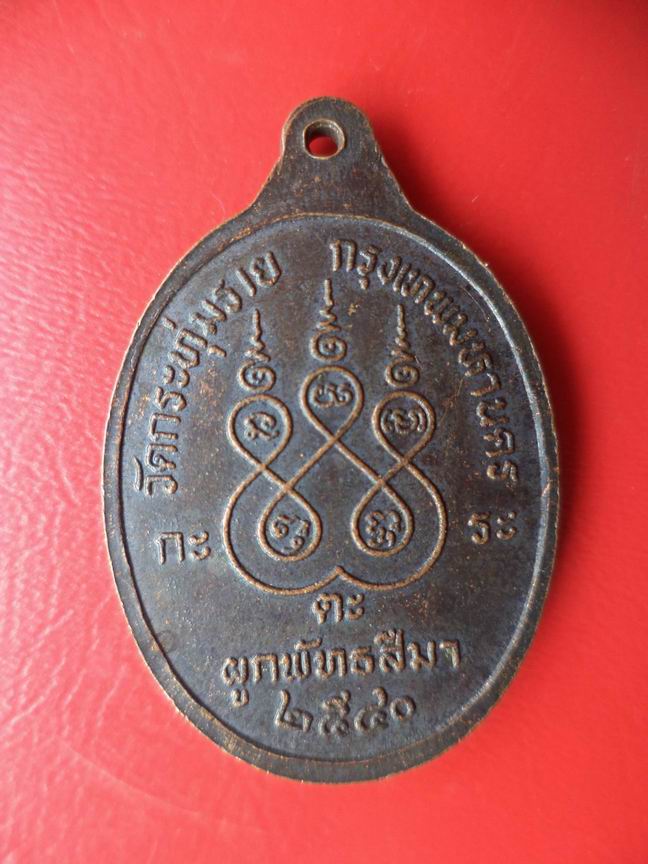 วัดกระทุ่มราย กรุงเทพมหานคร
กะ ระ
ตะ
ผูกพัทธสีมา
๒๕๔๐